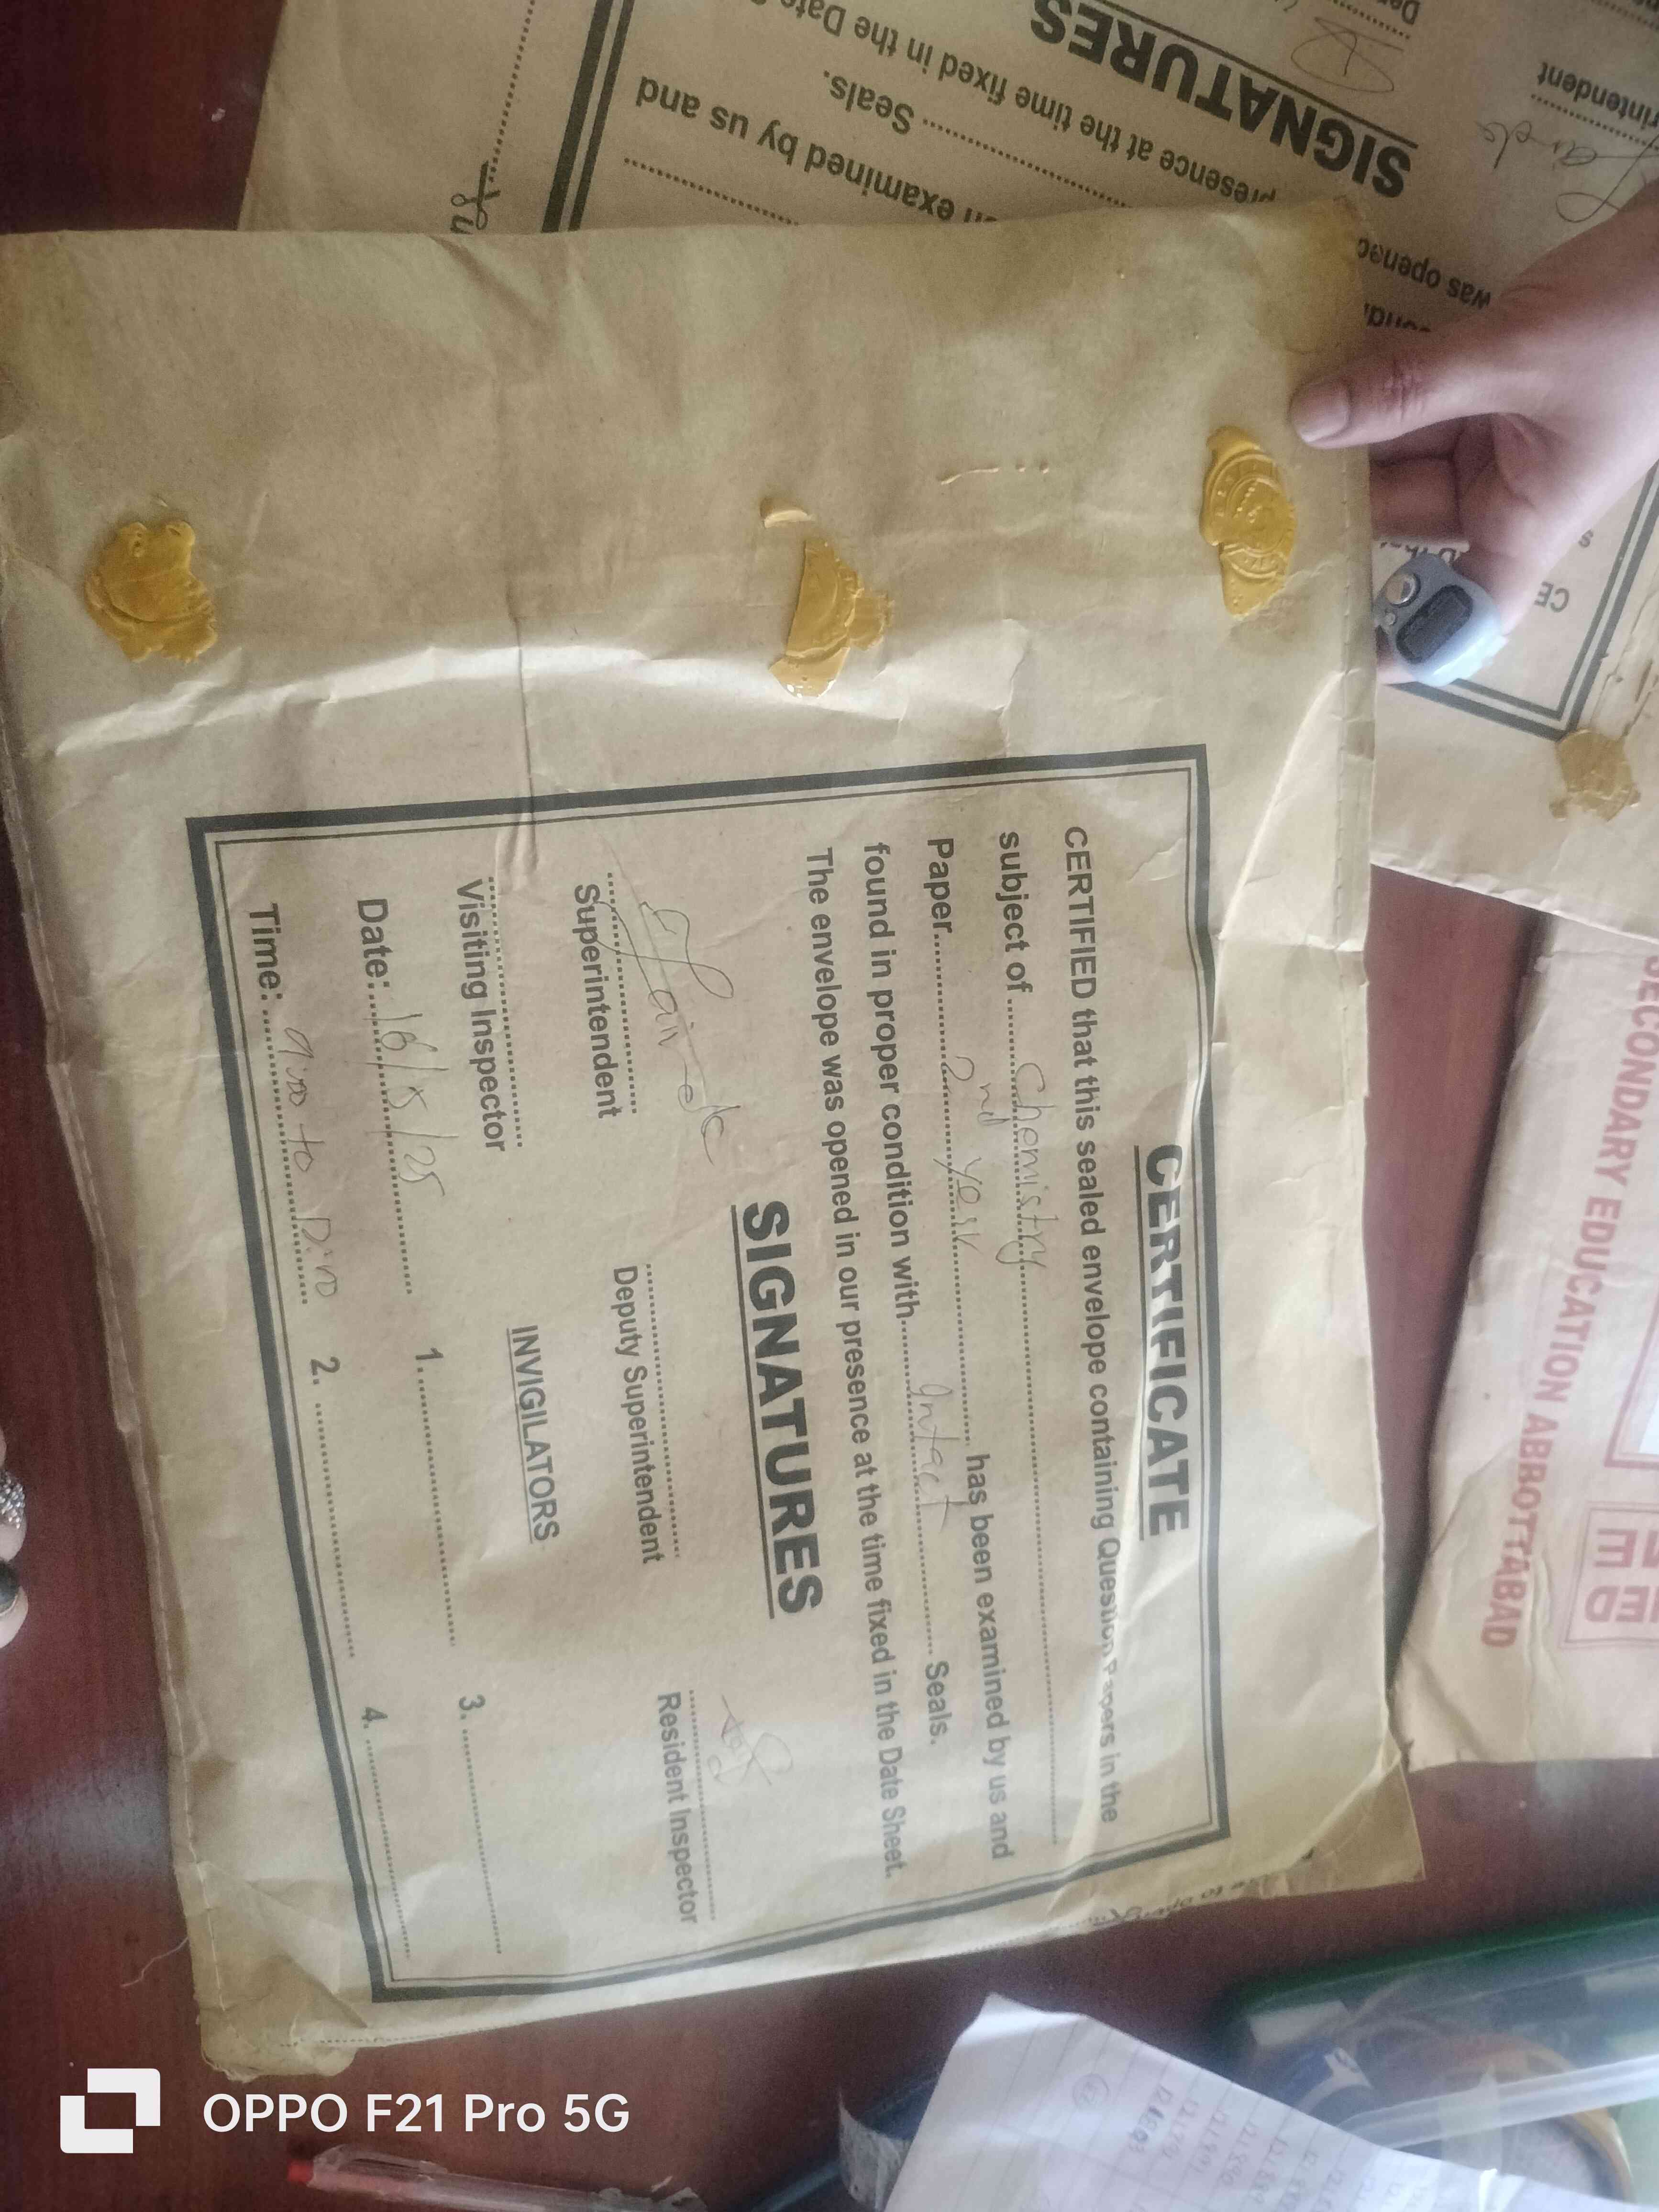 CERTIFICATE
CERTIFIED that this sealed envelope containing Question Papers in the
subject of Chemistry
Paper 2nd year has been examined by us and
found in proper condition with Intact Seals.
The envelope was opened in our presence at the time fixed in the Date Sheet.
SIGNATURES
Superintendent
Deputy Superintendent
Resident Inspector
Visiting Inspector
INVIGILATORS
Date: 16/5/25
1.
3.
Time: 9:00 to
2.
4.
examined by us and
Seals.
presence at the time fixed in the Date
SIGNATURES
was opened
rintendent
SECONDARY EDUCATION ABBOTTABAD
OPPO F21 Pro 5G